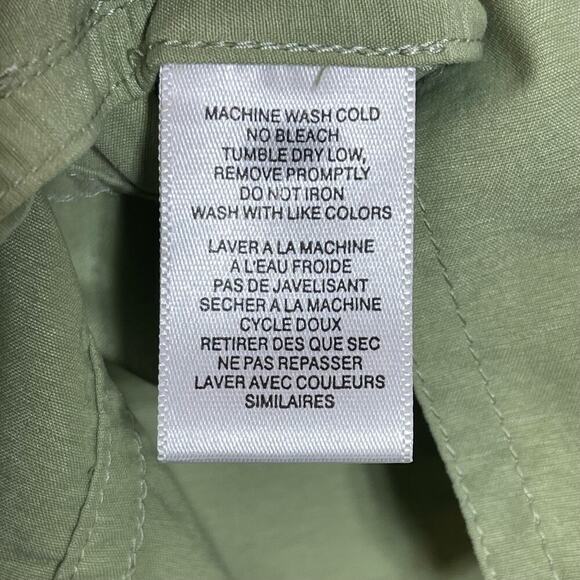 MACHINE WASH COLD
NO BLEACH
TUMBLE DRY LOW,
REMOVE PROMPTLY
DO NOT IRON
WASH WITH LIKE COLORS
LAVER A LA MACHINE
A L'EAU FROIDE
PAS DE JAVELISANT
SECHER A LA MACHINE
CYCLE DOUX
RETIRER DES QUE SEC
NE PAS REPASSER
LAVER AVEC COULEURS
SIMILAIRES